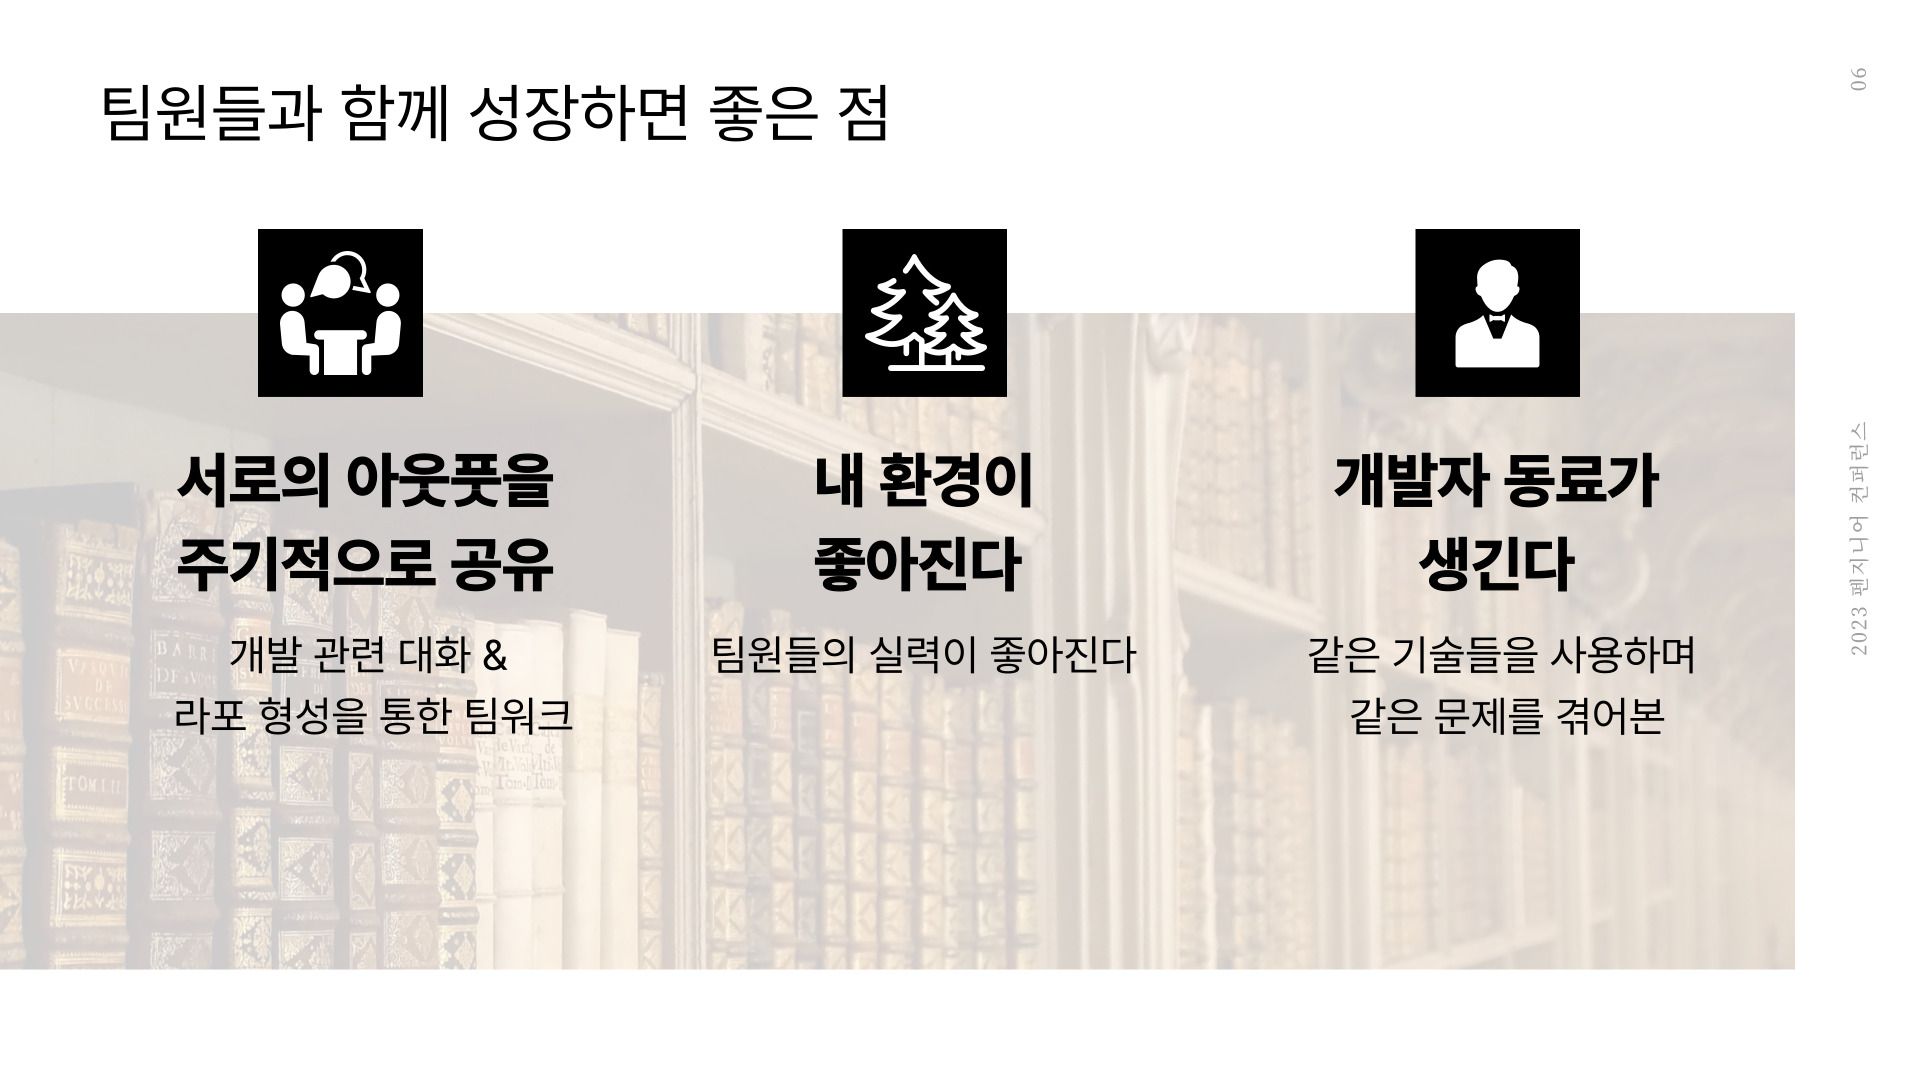 팀원들과 함께 성장하면 좋은 점
06
서로의 아웃풋을
주기적으로 공유
개발 관련 대화 &
라포 형성을 통한 팀워크
내 환경이
좋아진다
팀원들의 실력이 좋아진다
개발자 동료가
생긴다
같은 기술들을 사용하며
같은 문제를 겪어본
2023 펜지니어 컨퍼런스
BARRI
DE
TOM.III.